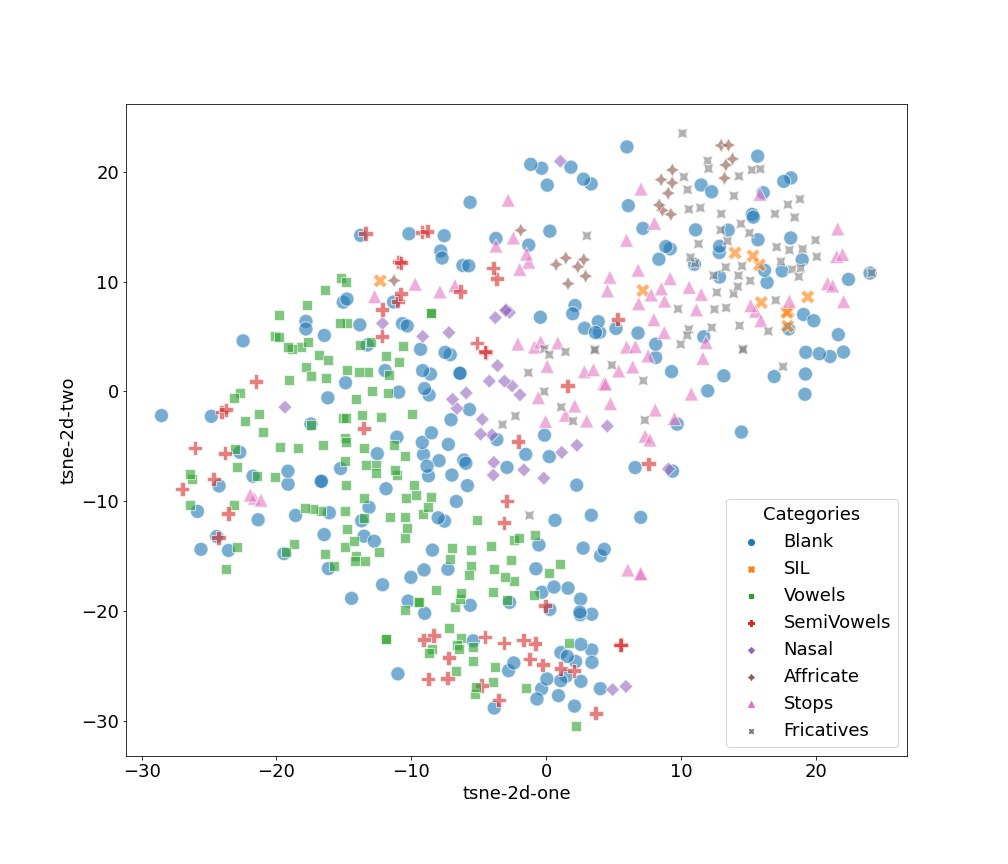 20
10
0
−10
−20
−30
tsne-2d-two
−30
−20
−10
0
10
20
tsne-2d-one
Categories
Blank
SIL
Vowels
SemiVowels
Nasal
Affricate
Stops
Fricatives